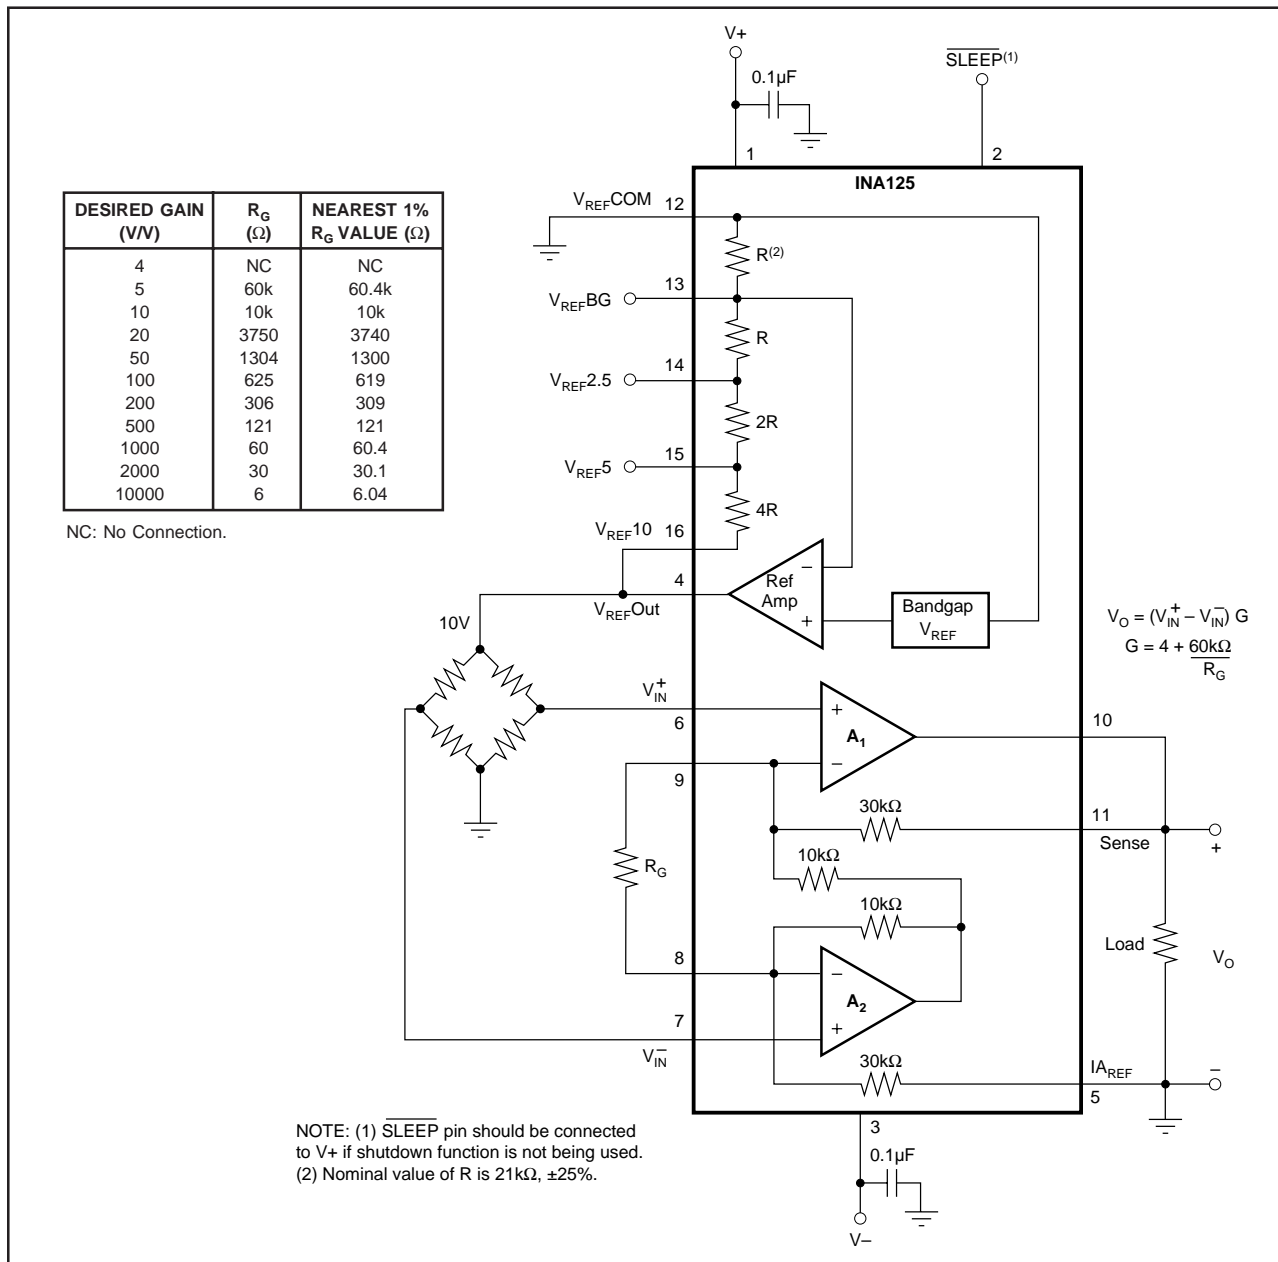 V+
SLEEP(1)
0.1µF
1
2
INA125
DESIRED GAIN (V/V) RG (Ω) NEAREST 1% RG VALUE (Ω)
4 NC NC
5 60k 60.4k
10 10k 10k
20 3750 3740
50 1304 1300
100 625 619
200 306 309
500 121 121
1000 60 60.4
2000 30 30.1
10000 6 6.04
NC: No Connection.
VREFCOM 12
R(2)
13
VREFBG
R
14
VREF2.5
2R
15
VREF5
4R
VREF10 16
4
VREFOut
Ref Amp
−
+
Bandgap VREF
10V
VO = (VIN+ – VIN−) G
G = 4 + 60kΩ
RG
VIN+
6
+
A1
−
10
9
30kΩ
11
Sense
+
10kΩ
RG
10kΩ
8
−
A2
+
Load
VO
7
VIN−
30kΩ
IAREF
5
−
3
NOTE: (1) SLEEP pin should be connected
to V+ if shutdown function is not being used.
(2) Nominal value of R is 21kΩ, ±25%.
0.1µF
V–